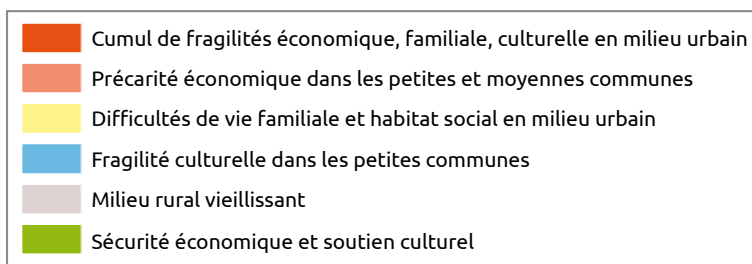 Cumul de fragilités économique, familiale, culturelle en milieu urbain
Précarité économique dans les petites et moyennes communes
Difficultés de vie familiale et habitat social en milieu urbain
Fragilité culturelle dans les petites communes
Milieu rural vieillissant
Sécurité économique et soutien culturel